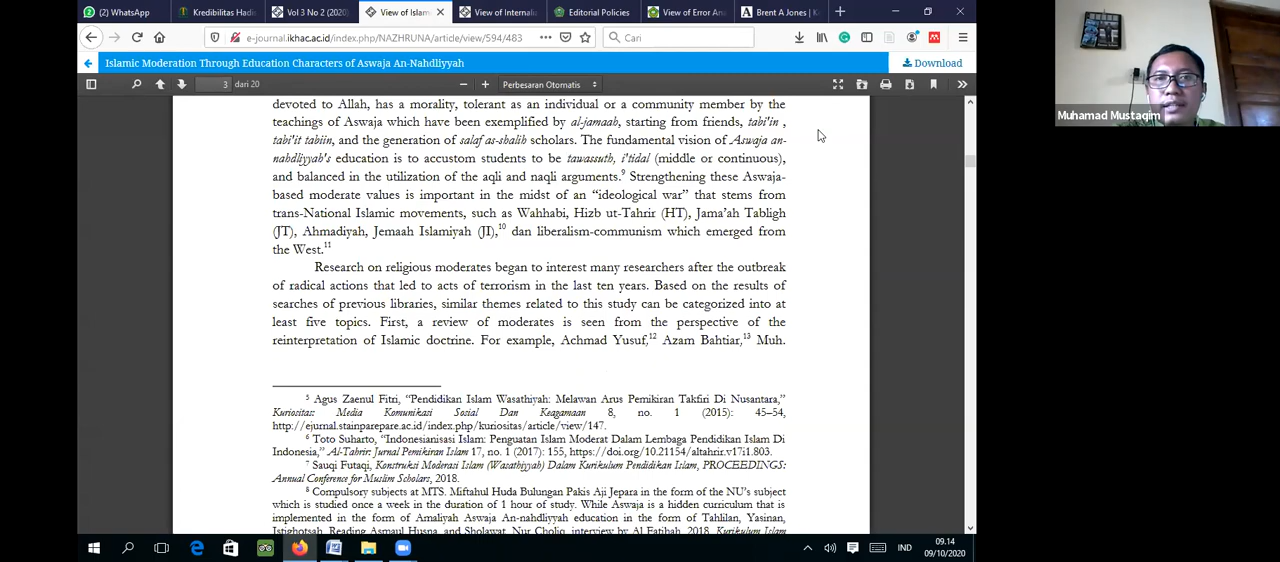 (2) WhatsApp
Kredibilitas Hadi
Vol 3 No 2 (2020)
View of Islam
View of Interna
Editorial Policies
View of Error An
Brent A Jones | K
e-journal.ikhac.ac.id/index.php/NAZHRUNA/article/view/594/483
Cari
Islamic Moderation Through Education Characters of Aswaja An-Nahdliyyah
Download
3 dari 20
Perbesaran Otomatis
devoted to Allah, has a morality, tolerant as an individual or a community member by the
teachings of Aswaja which have been exemplified by al-jamaah, starting from friends, tabi'in ,
tabi'it tabiin, and the generation of salaf as-shalih scholars. The fundamental vision of Aswaja an-
nahdliyyah's education is to accustom students to be tawassuth, i'tidal (middle or continuous),
and balanced in the utilization of the aqli and naqli arguments.9 Strengthening these Aswaja-
based moderate values is important in the midst of an “ideological war” that stems from
trans-National Islamic movements, such as Wahhabi, Hizb ut-Tahrir (HT), Jama'ah Tabligh
(JT), Ahmadiyah, Jemaah Islamiyah (JI),10 dan liberalism-communism which emerged from
the West.11
Research on religious moderates began to interest many researchers after the outbreak
of radical actions that led to acts of terrorism in the last ten years. Based on the results of
searches of previous libraries, similar themes related to this study can be categorized into at
least five topics. First, a review of moderates is seen from the perspective of the
reinterpretation of Islamic doctrine. For example, Achmad Yusuf,12 Azam Bahtiar,13 Muh.
5 Agus Zaenul Fitri, “Pendidikan Islam Wasathiyah: Melawan Arus Pemikiran Takfiri Di Nusantara,”
Kuriositas: Media Komunikasi Sosial Dan Keagamaan 8, no. 1 (2015): 45–54,
http://ejurnal.stainparepare.ac.id/index.php/kuriositas/article/view/147.
6 Toto Suharto, “Indonesianisasi Islam: Penguatan Islam Moderat Dalam Lembaga Pendidikan Islam Di
Indonesia,” Al-Tahrir: Jurnal Pemikiran Islam 17, no. 1 (2017): 155, https://doi.org/10.21154/altahrir.v17i1.803.
7 Sauqi Futaqi, Konstruksi Moderasi Islam (Wasathiyyah) Dalam Kurikulum Pendidikan Islam, PROCEEDINGS:
Annual Conference for Muslim Scholars, 2018.
8 Compulsory subjects at MTS. Miftahul Huda Bulungan Pakis Aji Jepara in the form of the NU's subject
which is studied once a week in the duration of 1 hour of study. While Aswaja is a hidden curriculum that is
implemented in the form of Amaliyah Aswaja An-nahdliyyah education in the form of Tahlilan, Yasinan,
Istighotsah, Reading Asmaul Husna, and Sholawat. Nur Choliq, interview by Al Fatihah, 2018. Kurikulum Islam
IND
09.14
09/10/2020
Muhamad Mustaqim